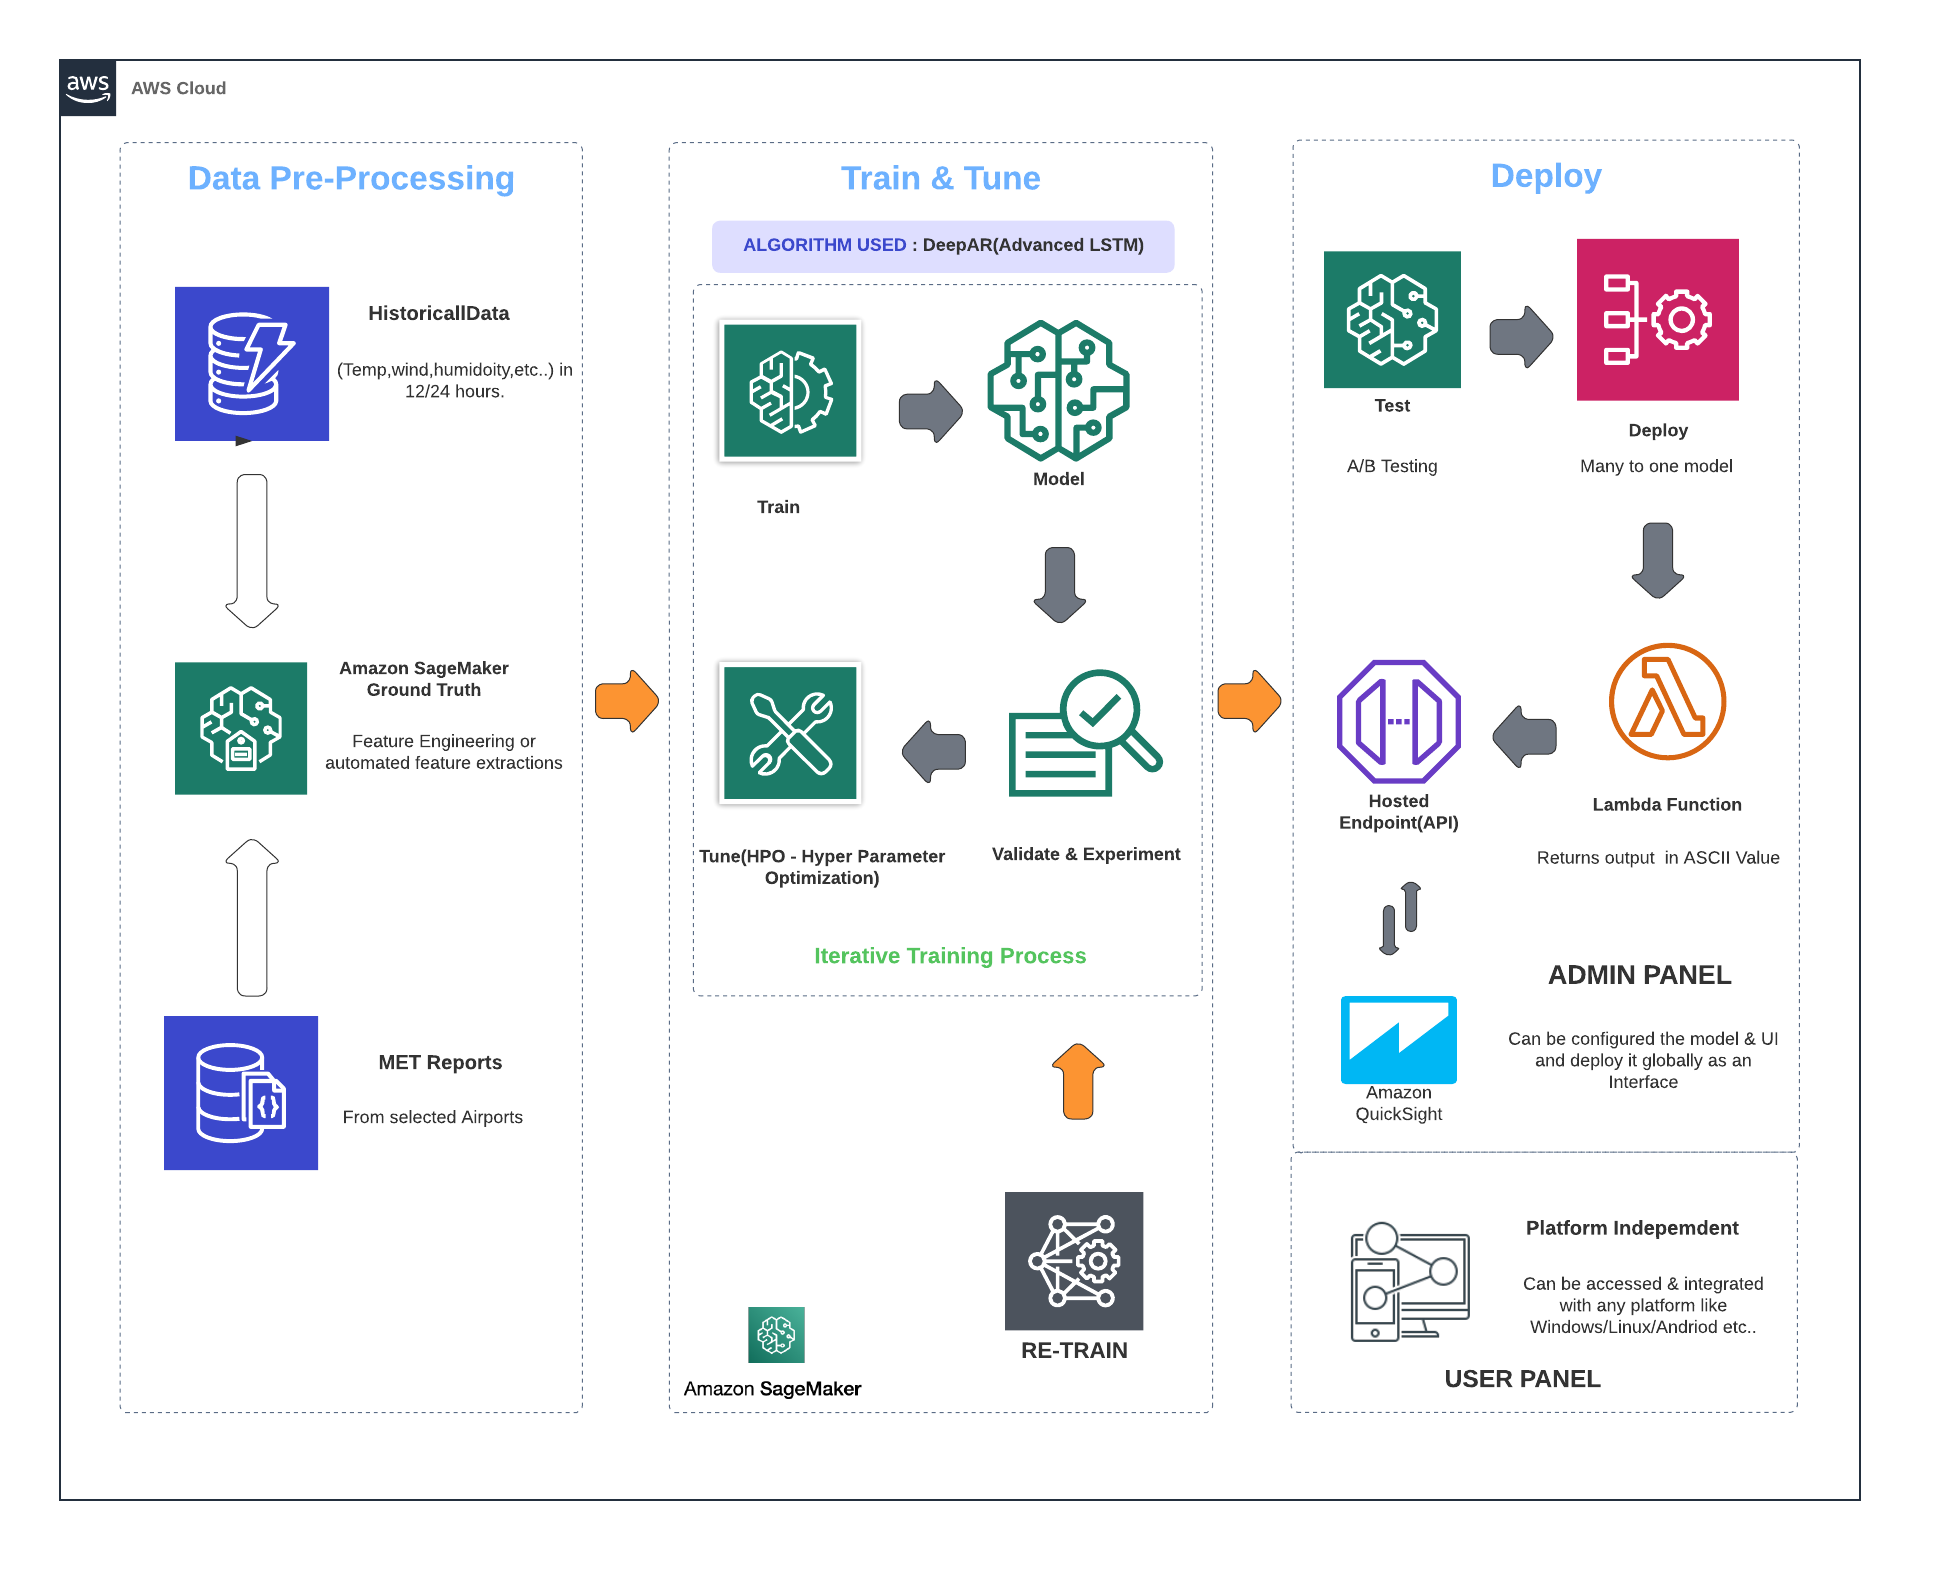 aws
AWS Cloud
Data Pre-Processing
HistoricallData
(Temp,wind,humidoity,etc..) in
12/24 hours.
Amazon SageMaker
Ground Truth
Feature Engineering or
automated feature extractions
MET Reports
From selected Airports
Train & Tune
ALGORITHM USED : DeepAR(Advanced LSTM)
Train
Model
Tune(HPO - Hyper Parameter
Optimization)
Validate & Experiment
Iterative Training Process
RE-TRAIN
Amazon SageMaker
Deploy
Test
A/B Testing
Deploy
Many to one model
Hosted
Endpoint(API)
Lambda Function
Returns output  in ASCII Value
ADMIN PANEL
Can be configured the model & UI
and deploy it globally as an
Interface
Amazon
QuickSight
Platform Indepemdent
Can be accessed & integrated
with any platform like
Windows/Linux/Andriod etc..
USER PANEL